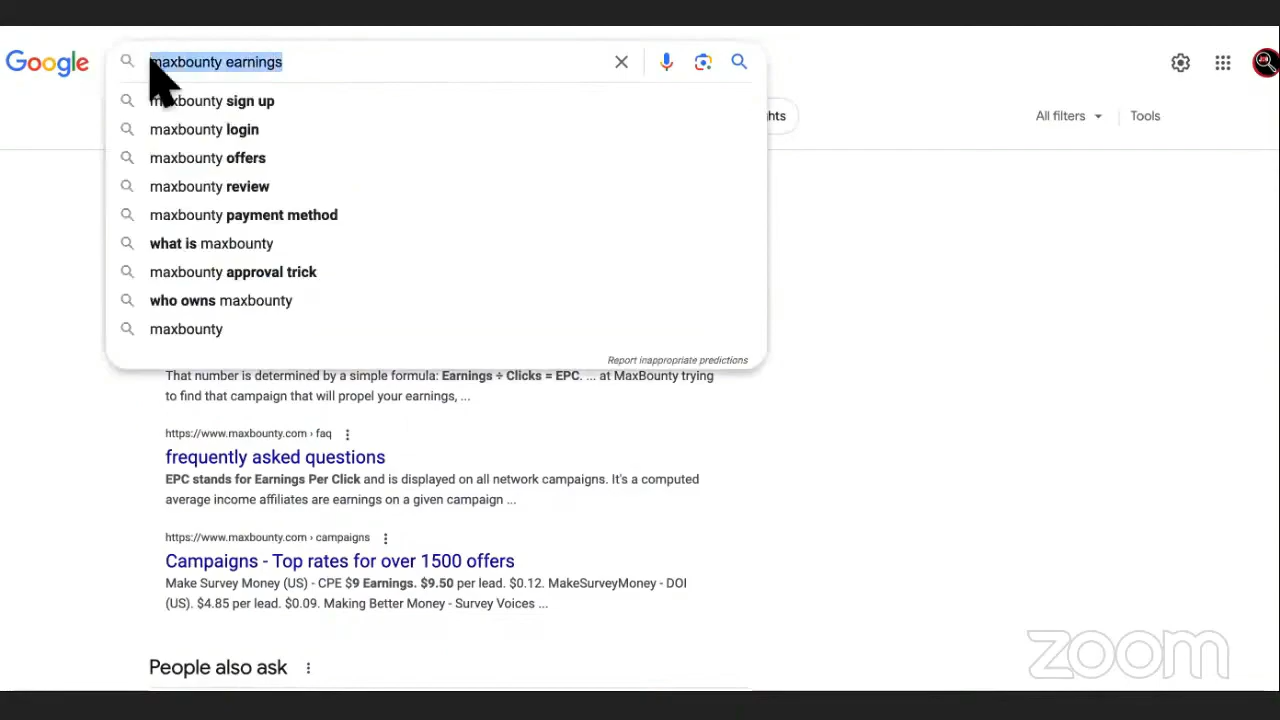 Google
maxbounty earnings
maxbounty sign up
maxbounty login
maxbounty offers
maxbounty review
maxbounty payment method
what is maxbounty
maxbounty approval trick
who owns maxbounty
maxbounty
Report inappropriate predictions
All filters
Tools
That number is determined by a simple formula: Earnings ÷ Clicks = EPC. ... at MaxBounty trying
to find that campaign that will propel your earnings, ...
https://www.maxbounty.com › faq
frequently asked questions
EPC stands for Earnings Per Click and is displayed on all network campaigns. It's a computed
average income affiliates are earnings on a given campaign ...
https://www.maxbounty.com › campaigns
Campaigns - Top rates for over 1500 offers
Make Survey Money (US) - CPE $9 Earnings. $9.50 per lead. $0.12. MakeSurveyMoney - DOI
(US). $4.85 per lead. $0.09. Making Better Money - Survey Voices ...
People also ask
zoom